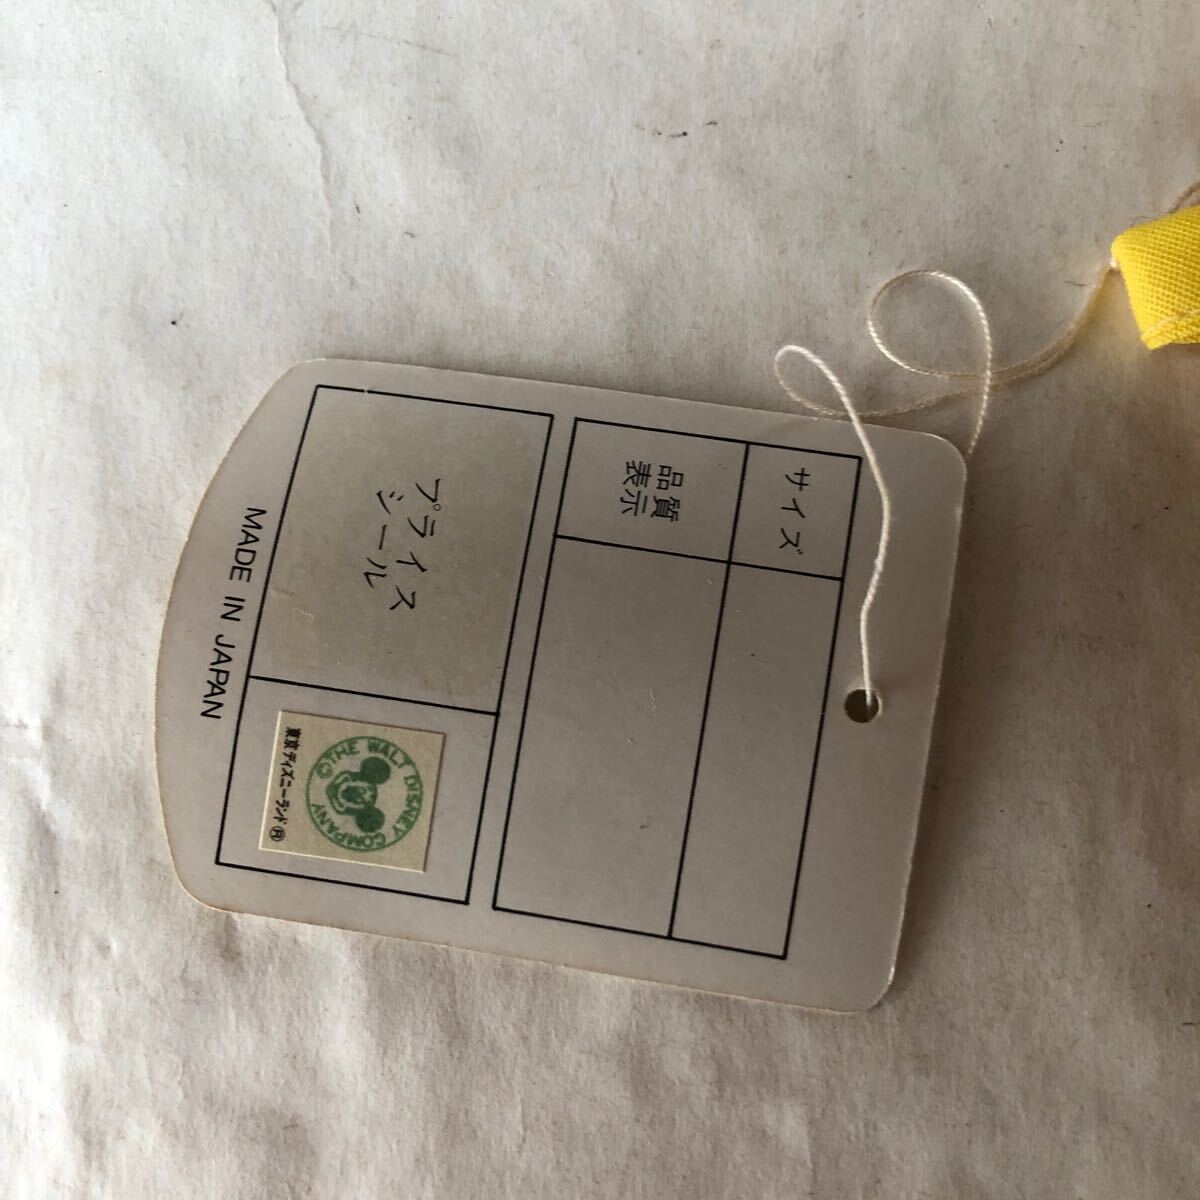 サイズ
品質
表示
プライス
シール
©THE WALT DISNEY COMPANY
東京ディズニーランド®
MADE IN JAPAN